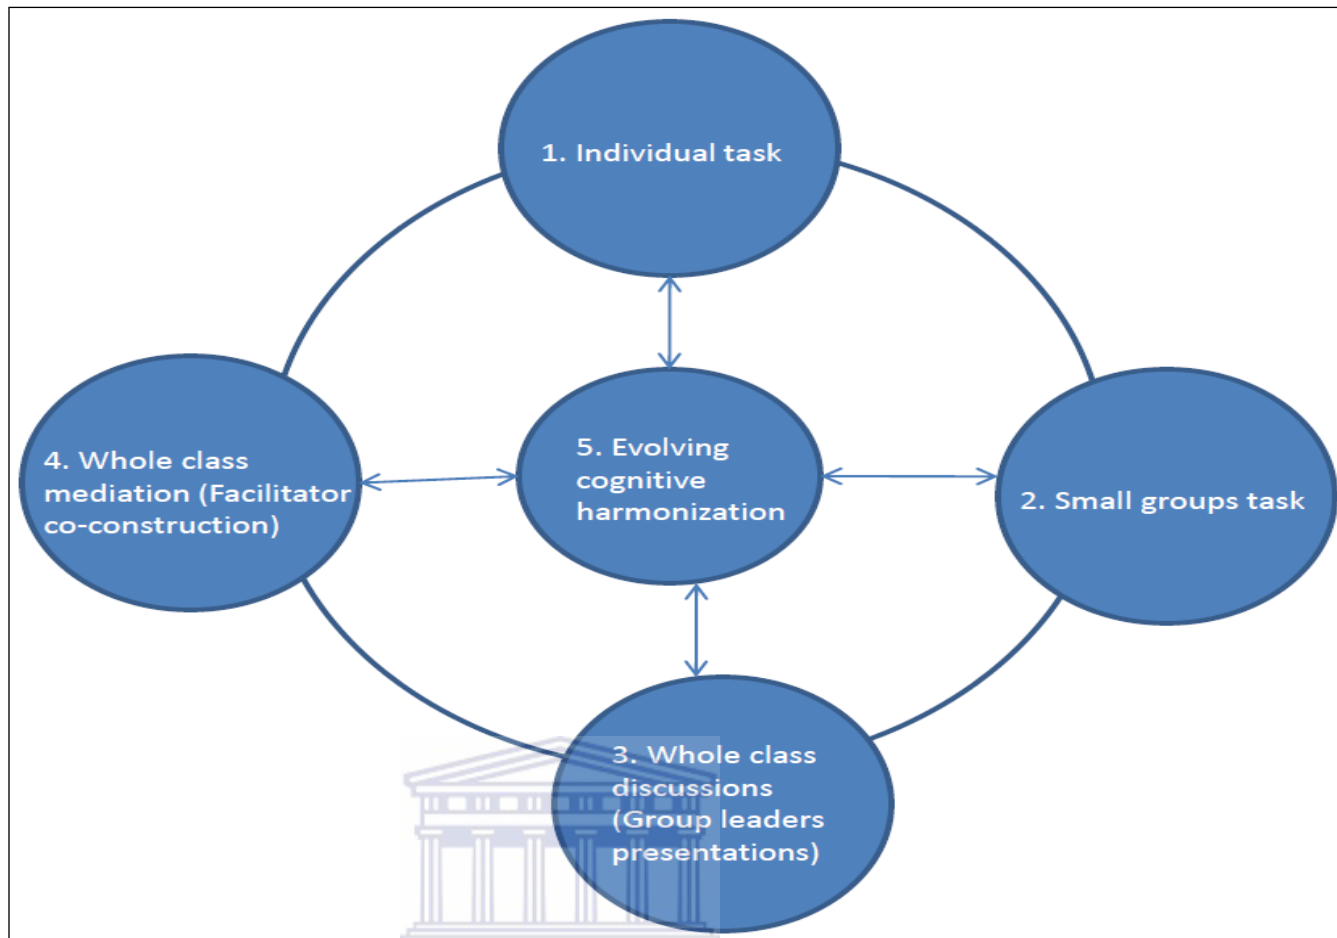 1. Individual task
2. Small groups task
3. Whole class
discussions
(Group leaders
presentations)
4. Whole class
mediation (Facilitator
co-construction)
5. Evolving
cognitive
harmonization